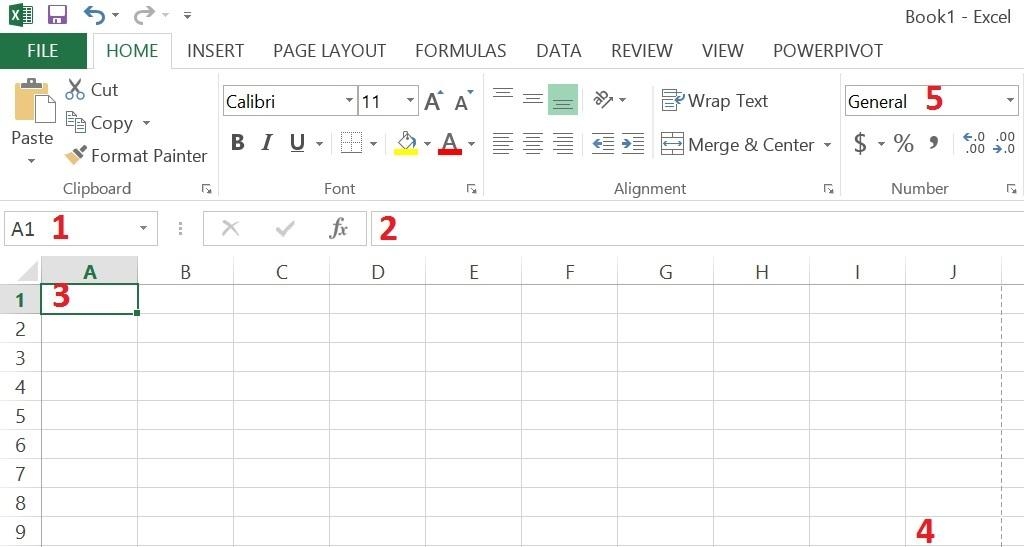 Book1 - Excel
FILE HOME INSERT PAGE LAYOUT FORMULAS DATA REVIEW VIEW POWERPIVOT
Cut
Calibri 11 A A Wrap Text General 5
Paste Copy
B I U A Merge & Center $ % , .0 .00 .00 .0
Format Painter
Clipboard Font Alignment Number
A1 1 fx 2
A B C D E F G H I J
1 3
2
3
4
5
6
7
8
9 4